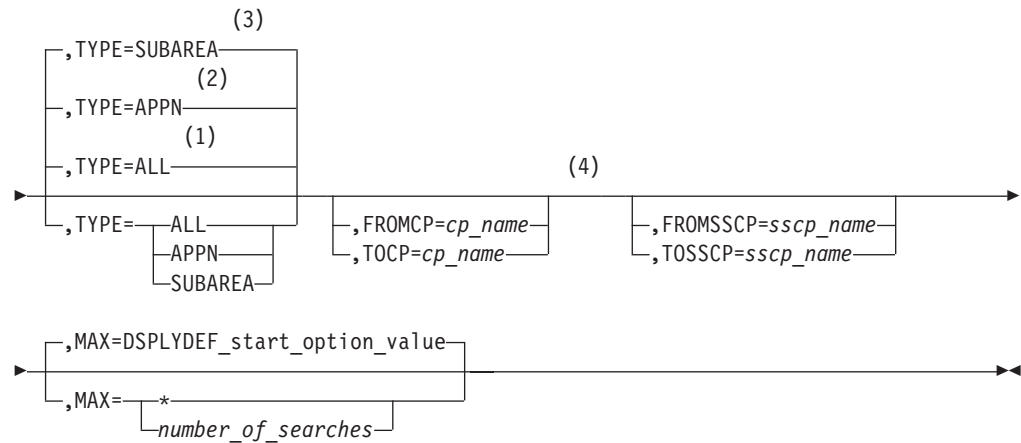 (3)
,TYPE=SUBAREA
(2)
,TYPE=APPN
(1)
,TYPE=ALL
(4)
,TYPE= ALL
APPN
SUBAREA
,FROMCP=cp_name
,TOCP=cp_name
,FROMSSCP=sscp_name
,TOSSCP=sscp_name
,MAX=DSPLYDEF_start_option_value
,MAX= *
number_of_searches